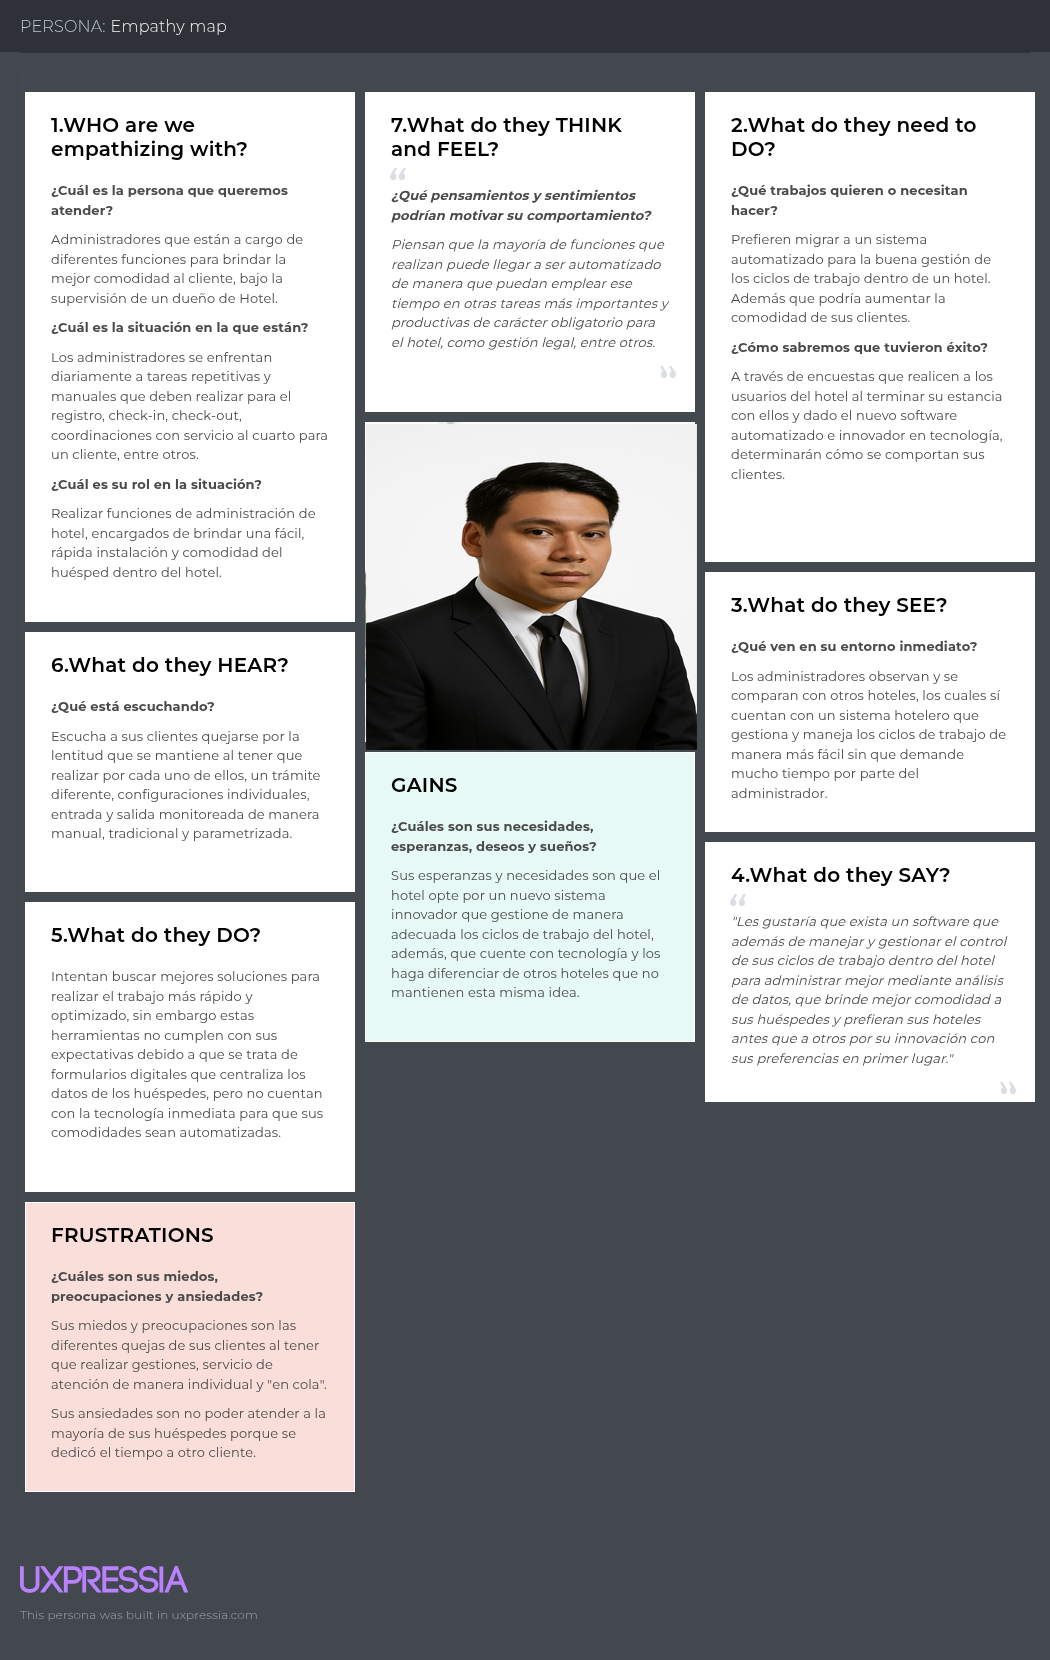 PERSONA: Empathy map
1.WHO are we
empathizing with?
¿Cuál es la persona que queremos
atender?
Administradores que están a cargo de
diferentes funciones para brindar la
mejor comodidad al cliente, bajo la
supervisión de un dueño de Hotel.
¿Cuál es la situación en la que están?
Los administradores se enfrentan
diariamente a tareas repetitivas y
manuales que deben realizar para el
registro, check-in, check-out,
coordinaciones con servicio al cuarto para
un cliente, entre otros.
¿Cuál es su rol en la situación?
Realizar funciones de administración de
hotel, encargados de brindar una fácil,
rápida instalación y comodidad del
huésped dentro del hotel.
6.What do they HEAR?
¿Qué está escuchando?
Escucha a sus clientes quejarse por la
lentitud que se mantiene al tener que
realizar por cada uno de ellos, un trámite
diferente, configuraciones individuales,
entrada y salida monitoreada de manera
manual, tradicional y parametrizada.
5.What do they DO?
Intentan buscar mejores soluciones para
realizar el trabajo más rápido y
optimizado, sin embargo estas
herramientas no cumplen con sus
expectativas debido a que se trata de
formularios digitales que centraliza los
datos de los huéspedes, pero no cuentan
con la tecnología inmediata para que sus
comodidades sean automatizadas.
FRUSTRATIONS
¿Cuáles son sus miedos,
preocupaciones y ansiedades?
Sus miedos y preocupaciones son las
diferentes quejas de sus clientes al tener
que realizar gestiones, servicio de
atención de manera individual y "en cola".
Sus ansiedades son no poder atender a la
mayoría de sus huéspedes porque se
dedicó el tiempo a otro cliente.
7.What do they THINK
and FEEL?
“
¿Qué pensamientos y sentimientos
podrían motivar su comportamiento?
Piensan que la mayoría de funciones que
realizan puede llegar a ser automatizado
de manera que puedan emplear ese
tiempo en otras tareas más importantes y
productivas de carácter obligatorio para
el hotel, como gestión legal, entre otros.
”
GAINS
¿Cuáles son sus necesidades,
esperanzas, deseos y sueños?
Sus esperanzas y necesidades son que el
hotel opte por un nuevo sistema
innovador que gestione de manera
adecuada los ciclos de trabajo del hotel,
además, que cuente con tecnología y los
haga diferenciar de otros hoteles que no
mantienen esta misma idea.
2.What do they need to
DO?
¿Qué trabajos quieren o necesitan
hacer?
Prefieren migrar a un sistema
automatizado para la buena gestión de
los ciclos de trabajo dentro de un hotel.
Además que podría aumentar la
comodidad de sus clientes.
¿Cómo sabremos que tuvieron éxito?
A través de encuestas que realicen a los
usuarios del hotel al terminar su estancia
con ellos y dado el nuevo software
automatizado e innovador en tecnología,
determinarán cómo se comportan sus
clientes.
3.What do they SEE?
¿Qué ven en su entorno inmediato?
Los administradores observan y se
comparan con otros hoteles, los cuales sí
cuentan con un sistema hotelero que
gestiona y maneja los ciclos de trabajo de
manera más fácil sin que demande
mucho tiempo por parte del
administrador.
4.What do they SAY?
“
"Les gustaría que exista un software que
además de manejar y gestionar el control
de sus ciclos de trabajo dentro del hotel
para administrar mejor mediante análisis
de datos, que brinde mejor comodidad a
sus huéspedes y prefieran sus hoteles
antes que a otros por su innovación con
sus preferencias en primer lugar."
”
UXPRESSIA
This persona was built in uxpressia.com